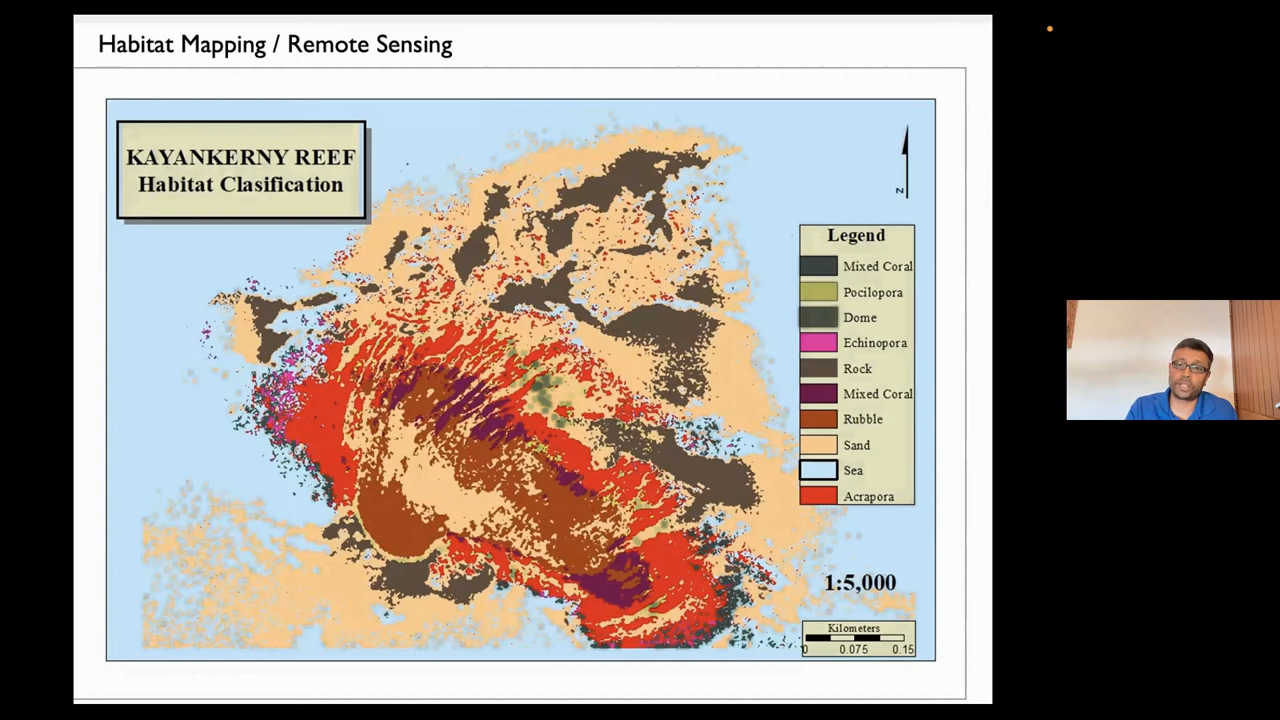 Habitat Mapping / Remote Sensing
KAYANKERNY REEF
Habitat Clasification
N
Legend
Mixed Coral
Pocilopora
Dome
Echinopora
Rock
Mixed Coral
Rubble
Sand
Sea
Acrapora
1:5,000
Kilometers
0 0.075 0.15